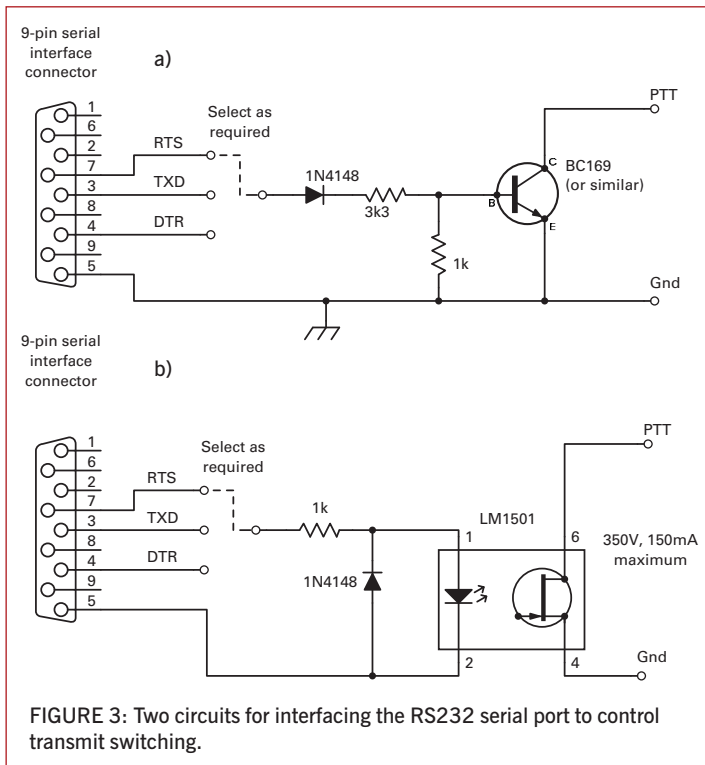 9-pin serial
interface
connector
a)
1
6
2
7
3
8
4
9
5
RTS
TXD
DTR
Select as
required
1N4148
3k3
1k
B
C
E
BC169
(or similar)
PTT
Gnd
9-pin serial
interface
connector
b)
1
6
2
7
3
8
4
9
5
RTS
TXD
DTR
Select as
required
1k
1N4148
LM1501
1
2
6
4
PTT
350V, 150mA
maximum
Gnd
FIGURE 3: Two circuits for interfacing the RS232 serial port to control
transmit switching.